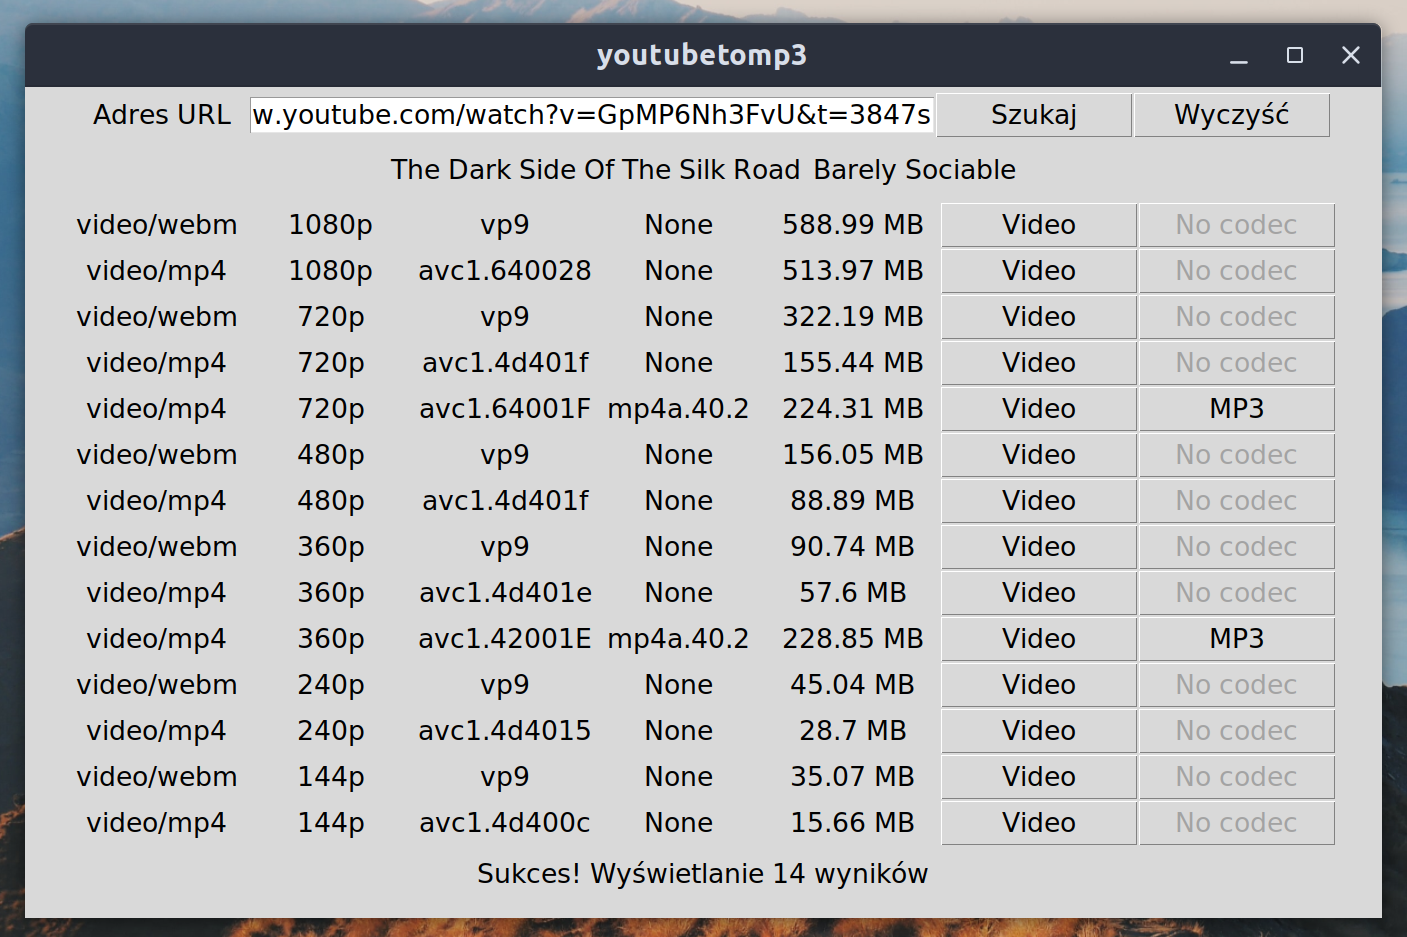 youtubetomp3
Adres URL w.youtube.com/watch?v=GpMP6Nh3FvU&t=3847s Szukaj Wyczyść
The Dark Side Of The Silk Road Barely Sociable
video/webm 1080p vp9 None 588.99 MB Video No codec
video/mp4 1080p avc1.640028 None 513.97 MB Video No codec
video/webm 720p vp9 None 322.19 MB Video No codec
video/mp4 720p avc1.4d401f None 155.44 MB Video No codec
video/mp4 720p avc1.64001F mp4a.40.2 224.31 MB Video MP3
video/webm 480p vp9 None 156.05 MB Video No codec
video/mp4 480p avc1.4d401f None 88.89 MB Video No codec
video/webm 360p vp9 None 90.74 MB Video No codec
video/mp4 360p avc1.4d401e None 57.6 MB Video No codec
video/mp4 360p avc1.42001E mp4a.40.2 228.85 MB Video MP3
video/webm 240p vp9 None 45.04 MB Video No codec
video/mp4 240p avc1.4d4015 None 28.7 MB Video No codec
video/webm 144p vp9 None 35.07 MB Video No codec
video/mp4 144p avc1.4d400c None 15.66 MB Video No codec
Sukces! Wyświetlanie 14 wyników